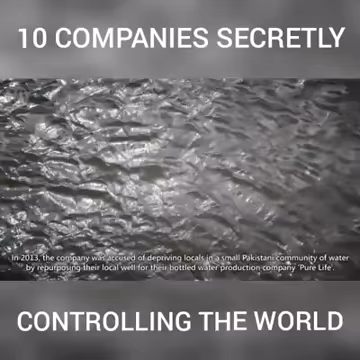 10 COMPANIES SECRETLY
In 2013, the company was accused of depriving locals in a small Pakistani community of water
by repurposing their local well for their bottled water production company 'Pure Life'.
CONTROLLING THE WORLD